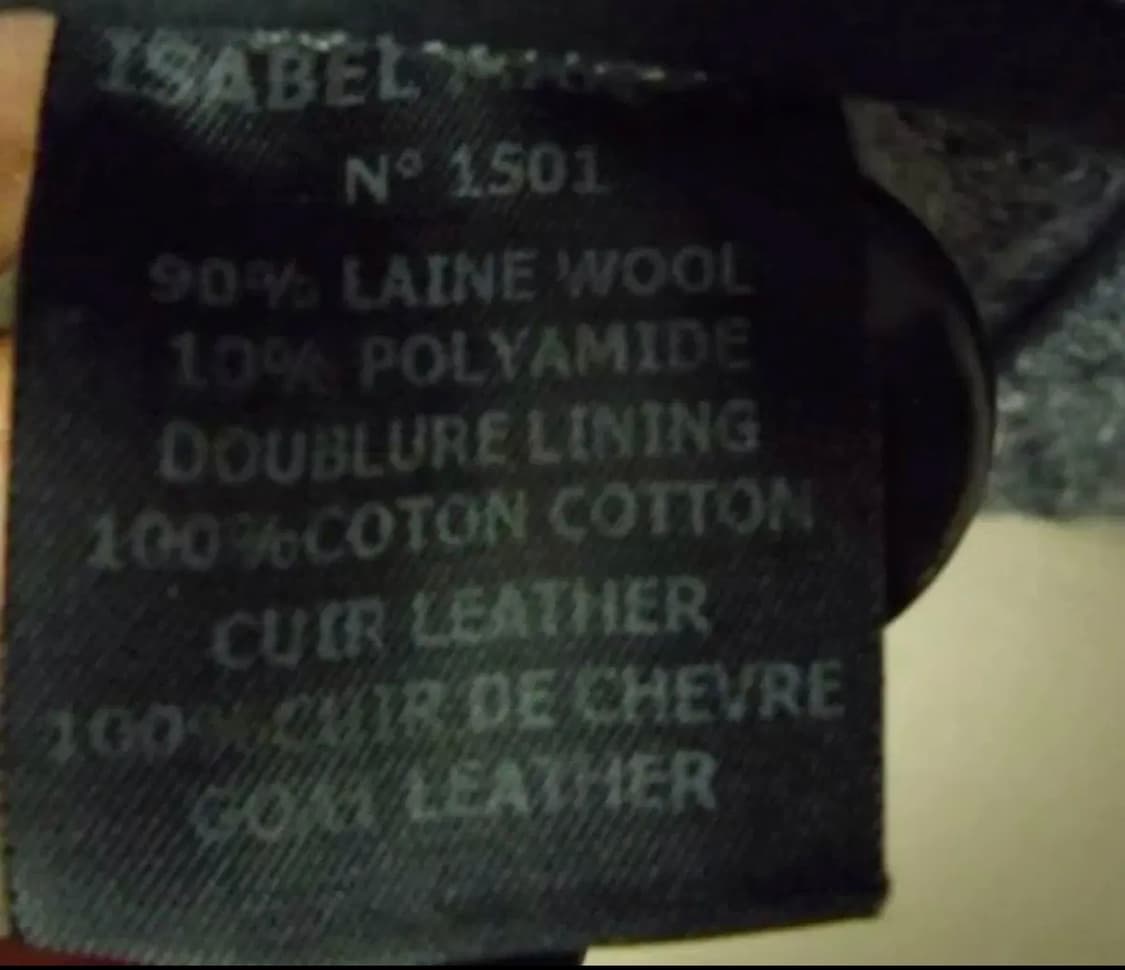 ISABEL
N° 1501
90% LAINE WOOL
10% POLYAMIDE
DOUBLURE LINING
100%COTON COTTON
CUIR LEATHER
100% CUIR DE CHEVRE
GOAT LEATHER